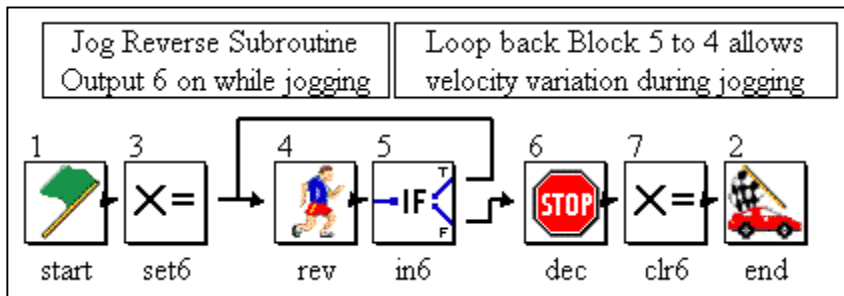 Jog Reverse Subroutine
Output 6 on while jogging
Loop back Block 5 to 4 allows
velocity variation during jogging
1 3 4 5 6 7 2
X= IF T F STOP X=
start set6 rev in6 dec clr6 end